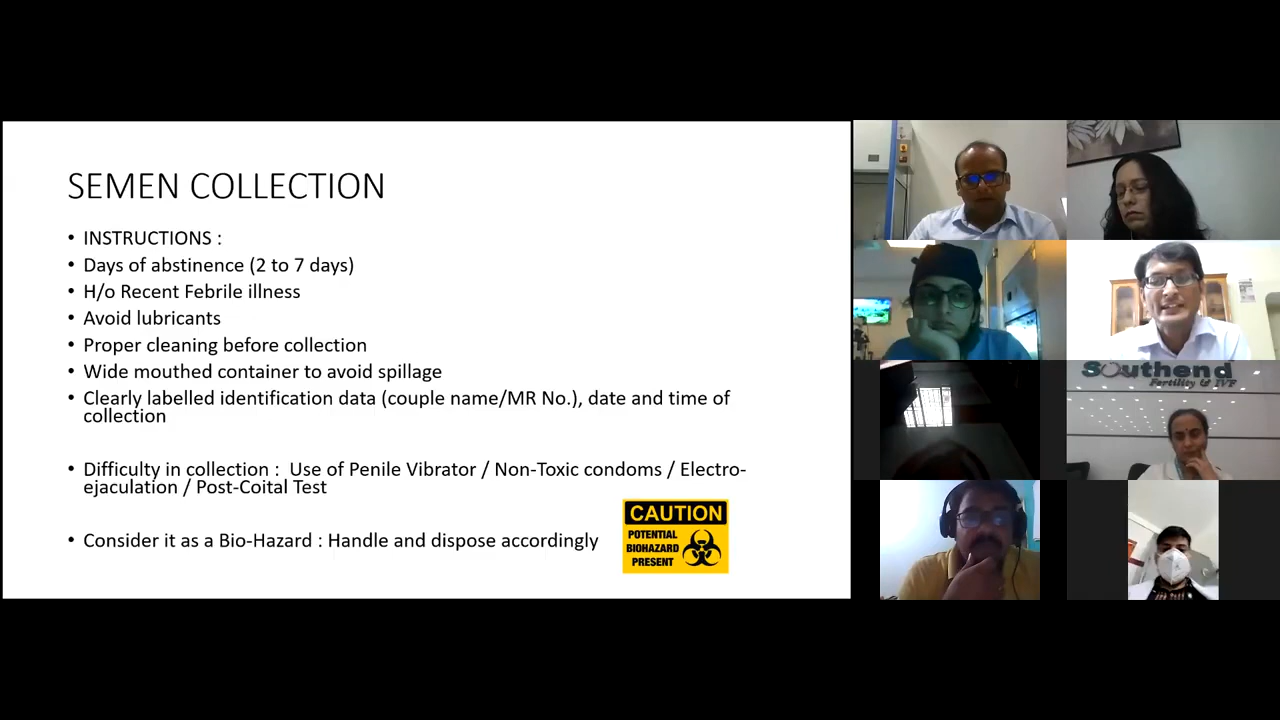 SEMEN COLLECTION
• INSTRUCTIONS :
• Days of abstinence (2 to 7 days)
• H/o Recent Febrile illness
• Avoid lubricants
• Proper cleaning before collection
• Wide mouthed container to avoid spillage
• Clearly labelled identification data (couple name/MR No.), date and time of
collection
• Difficulty in collection : Use of Penile Vibrator / Non-Toxic condoms / Electro-
ejaculation / Post-Coital Test
• Consider it as a Bio-Hazard : Handle and dispose accordingly
CAUTION
POTENTIAL
BIOHAZARD
PRESENT
Southend
Fertility & IVF